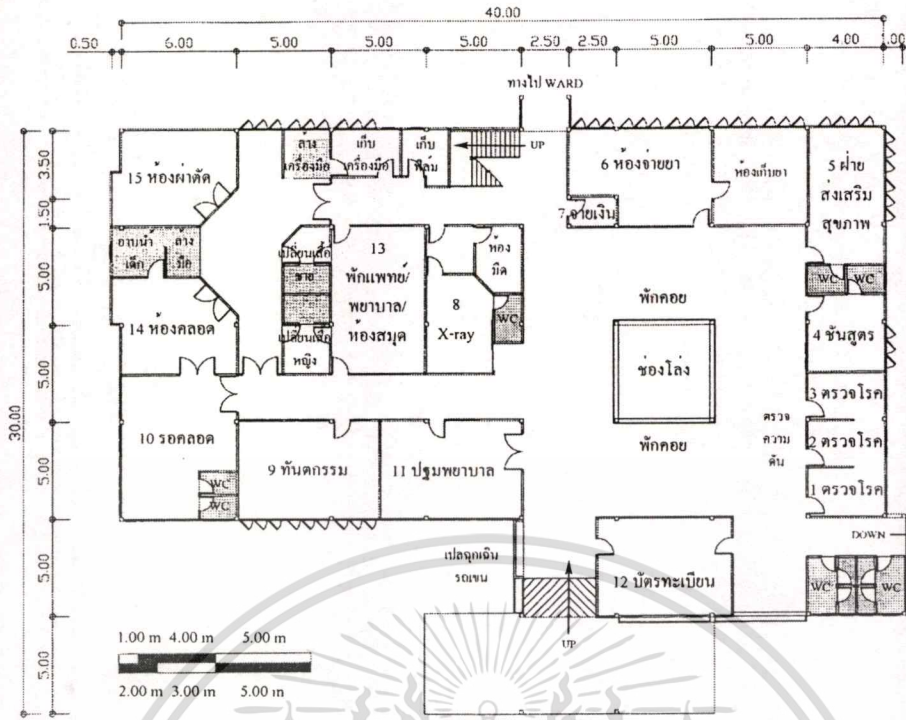 40.00
0.50 6.00 5.00 5.00 5.00 2.50 2.50 5.00 5.00 4.00 1.00
ทางไป WARD
30.00
3.50
1.50
5.00
5.00
5.00
5.00
5.00
15 ห้องผ่าตัด
ล้าง
เครื่องมือ
เก็บ
เครื่องมือ
เก็บ
ฟิล์ม
UP
6 ห้องจ่ายยา
ห้องเก็บยา
5 ฝ่าย
ส่งเสริม
สุขภาพ
7 จ่ายเงิน
อาบน้ำ
เด็ก
ล้าง
มือ
เปลี่ยนเสื้อ
ชาย
13
พักแพทย์/
พยาบาล/
ห้องสมุด
ห้อง
มืด
8
X-ray
WC
พักคอย
WC
WC
14 ห้องคลอด
เปลี่ยนเสื้อ
หญิง
ช่องโล่ง
4 ชันสูตร
10 รอคลอด
WC
WC
9 ทันตกรรม
11 ปฐมพยาบาล
พักคอย
ตรวจ
ความ
ดัน
3 ตรวจโรค
2 ตรวจโรค
1 ตรวจโรค
เปลฉุกเฉิน
รถเข็น
UP
12 บัตรทะเบียน
DOWN
WC
WC
1.00 m 4.00 m 5.00 m
2.00 m 3.00 m 5.00 m